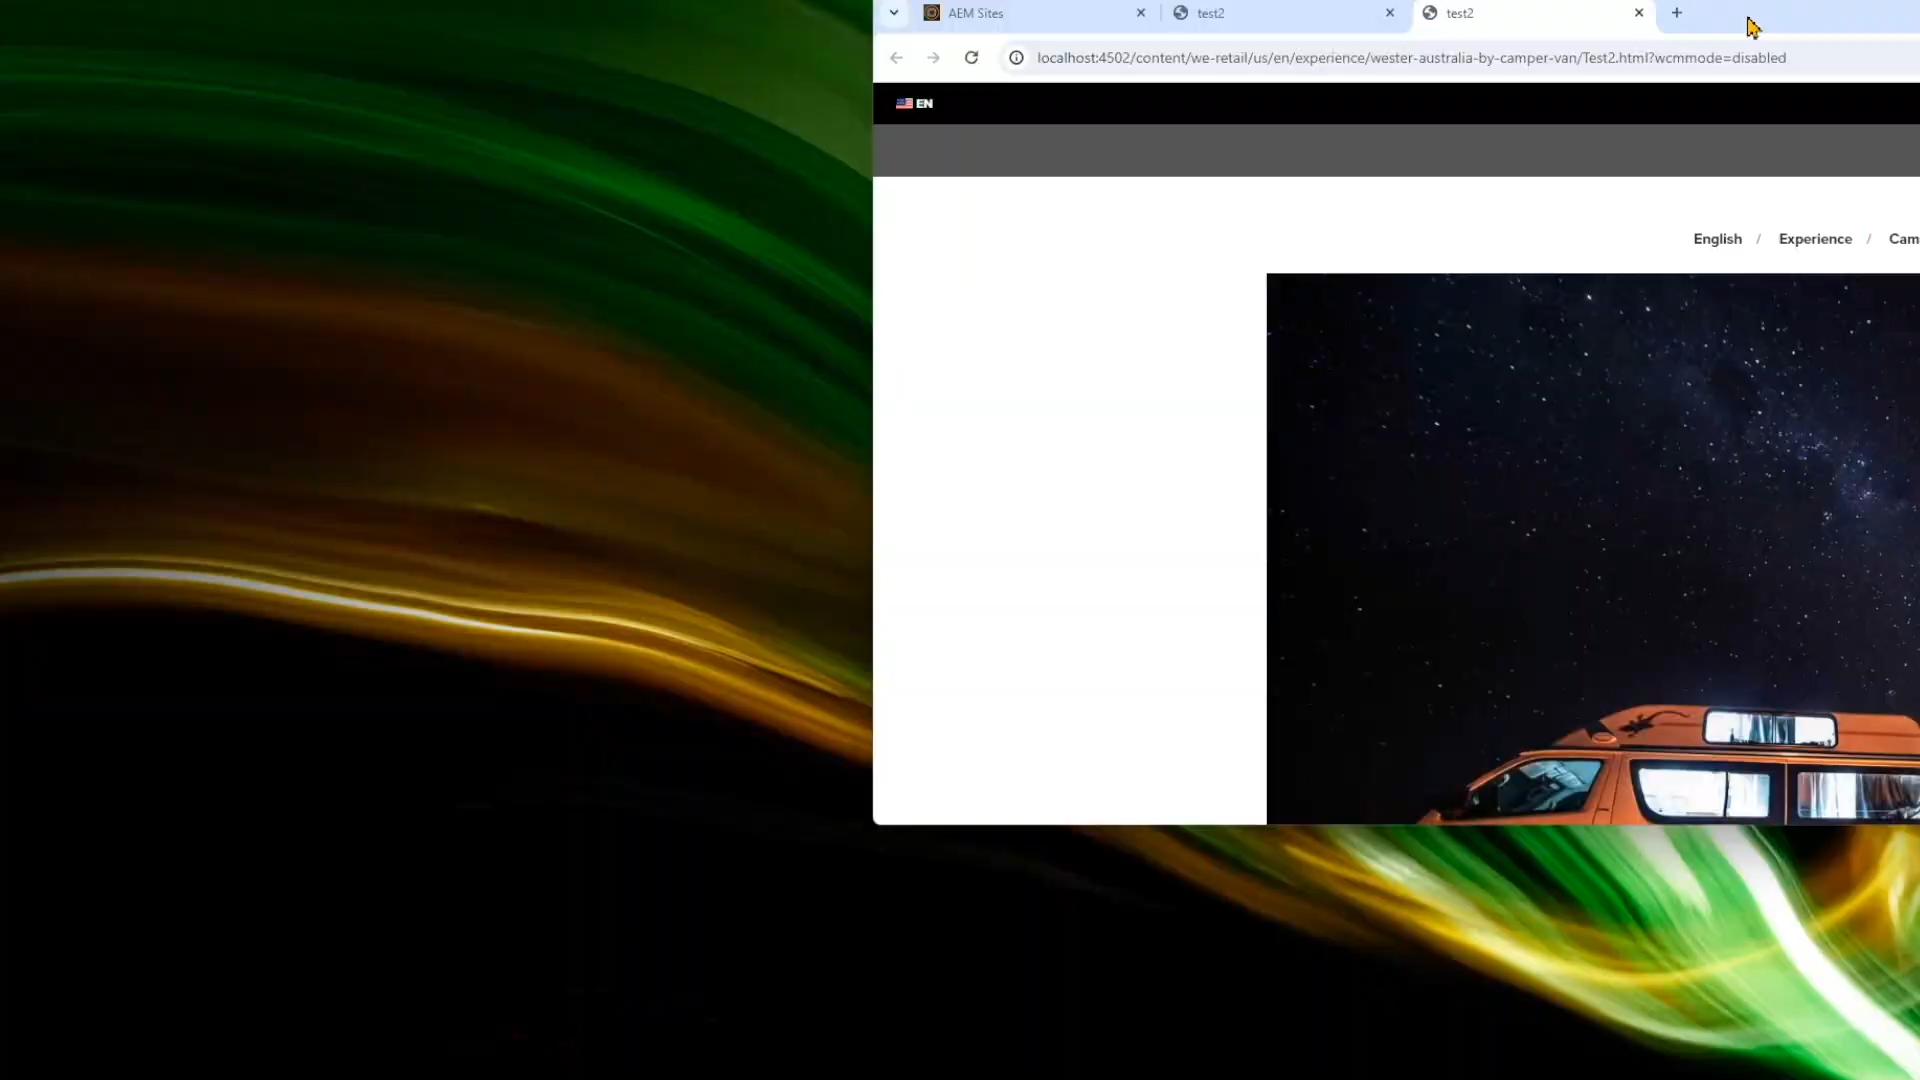 AEM Sites
test2
test2
localhost:4502/content/we-retail/us/en/experience/wester-australia-by-camper-van/Test2.html?wcmmode=disabled
EN
English / Experience / Cam